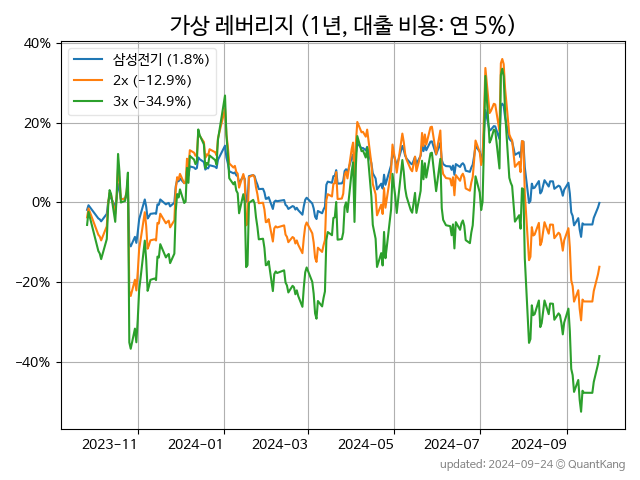 가상 레버리지 (1년, 대출 비용: 연 5%)
삼성전기 (1.8%)
2x (−12.9%)
3x (−34.9%)
40%
20%
0%
−20%
−40%
2023-11
2024-01
2024-03
2024-05
2024-07
2024-09
updated: 2024-09-24 © QuantKang